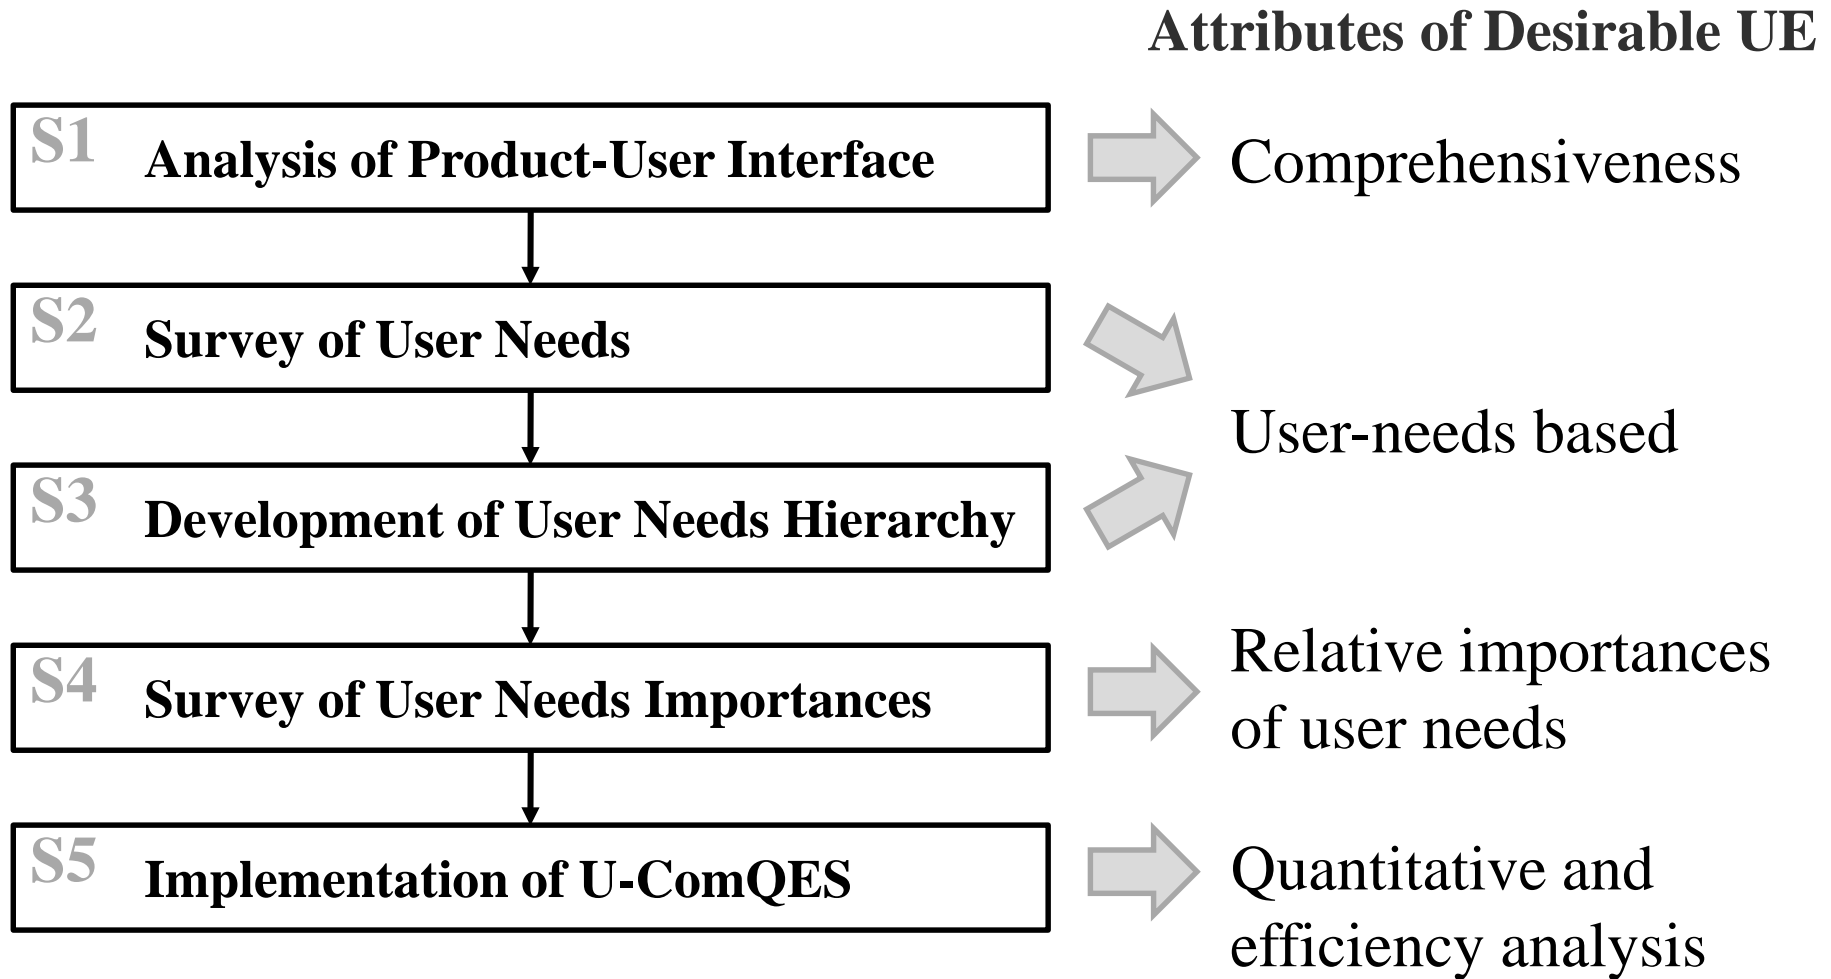 Attributes of Desirable UE
S1
Analysis of Product-User Interface
Comprehensiveness
S2
Survey of User Needs
User-needs based
S3
Development of User Needs Hierarchy
S4
Survey of User Needs Importances
Relative importances
of user needs
S5
Implementation of U-ComQES
Quantitative and
efficiency analysis